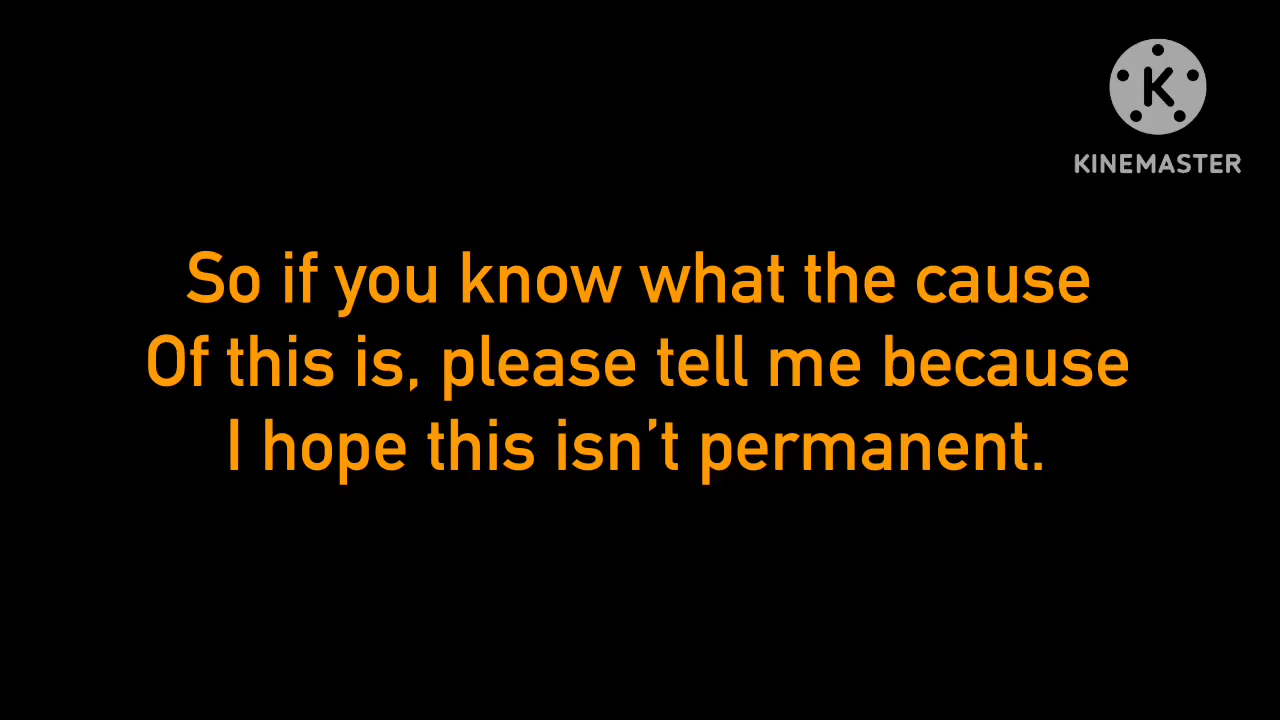 K
KINEMASTER
So if you know what the cause
Of this is, please tell me because
I hope this isn’t permanent.